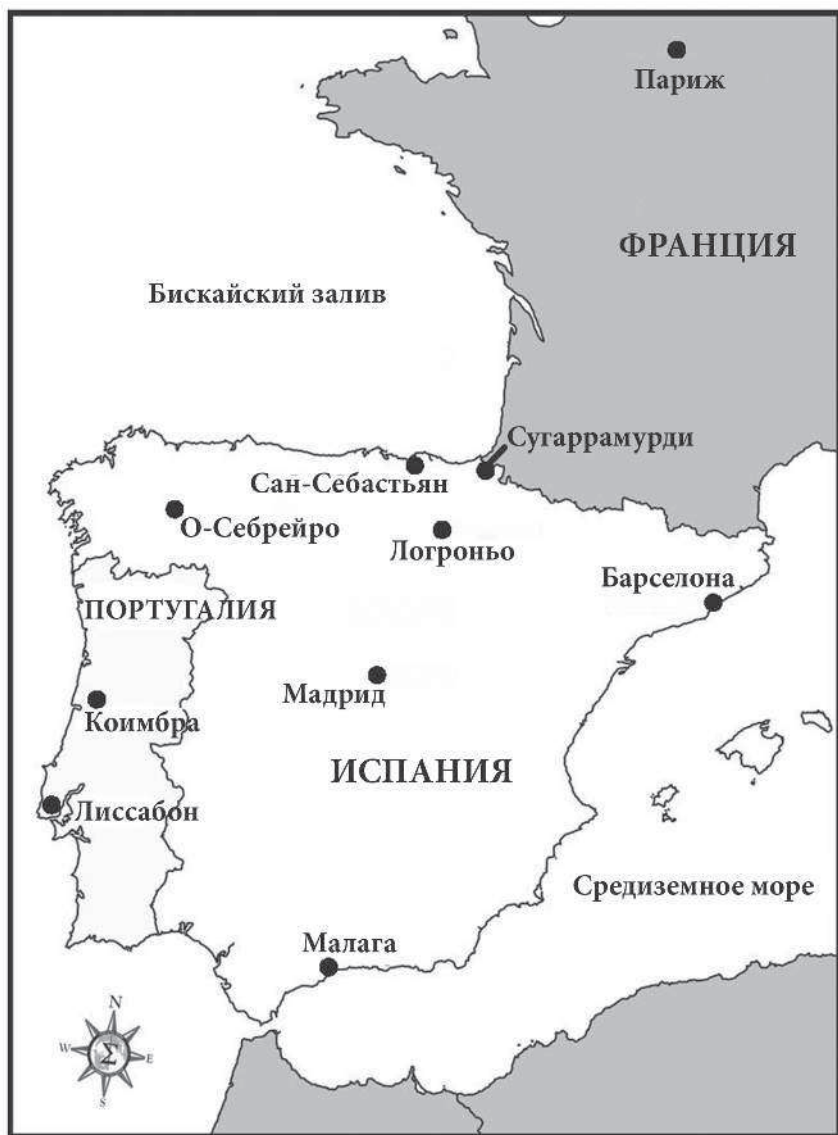 Париж
ФРАНЦИЯ
Бискайский залив
Сугаррамурди
Сан-Себастьян
О-Себрейро
Логроньо
Барселона
ПОРТУГАЛИЯ
Мадрид
Коимбра
ИСПАНИЯ
Лиссабон
Средиземное море
Малага
N
W
Σ
E
S